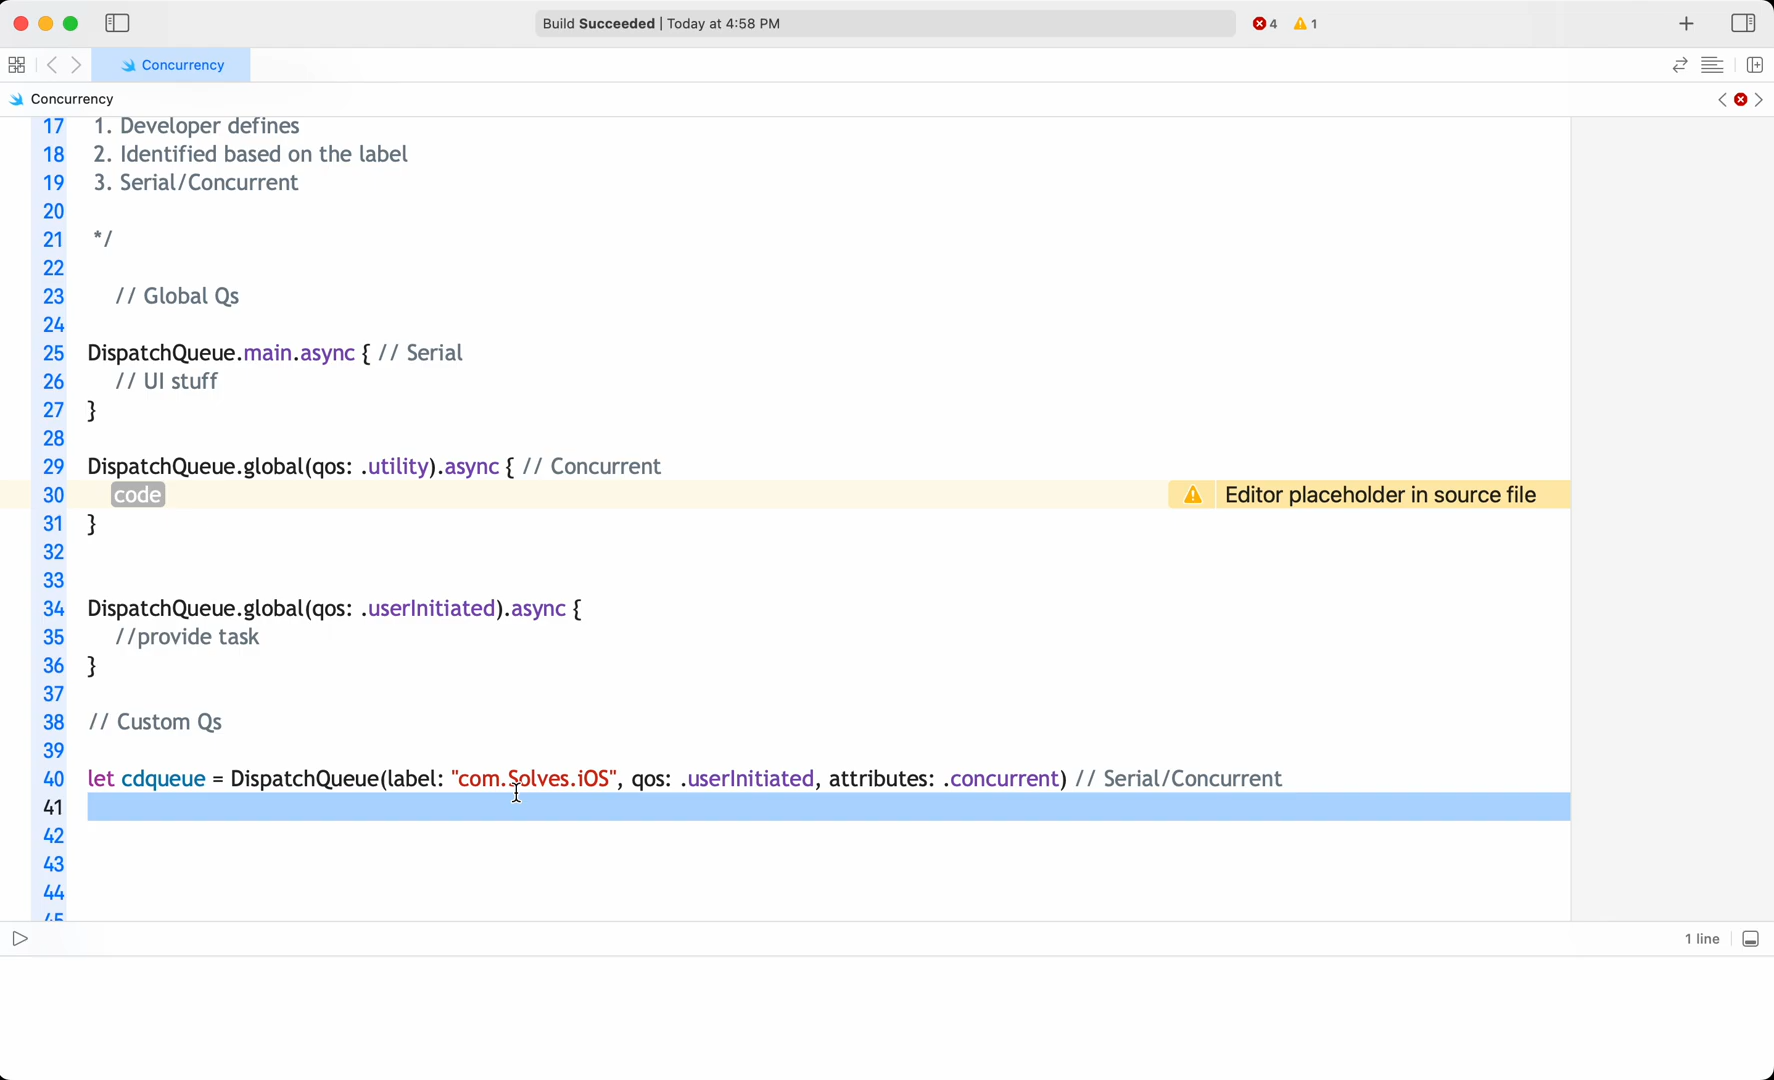 Build Succeeded | Today at 4:58 PM
4
1
Concurrency
Concurrency
17 1. Developer defines
18 2. Identified based on the label
19 3. Serial/Concurrent
20
21 */
22
23 // Global Qs
24
25 DispatchQueue.main.async { // Serial
26 // UI stuff
27 }
28
29 DispatchQueue.global(qos: .utility).async { // Concurrent
30 code Editor placeholder in source file
31 }
32
33
34 DispatchQueue.global(qos: .userInitiated).async {
35 //provide task
36 }
37
38 // Custom Qs
39
40 let cdqueue = DispatchQueue(label: "com.Solves.iOS", qos: .userInitiated, attributes: .concurrent) // Serial/Concurrent
41
42
43
44
45
1 line